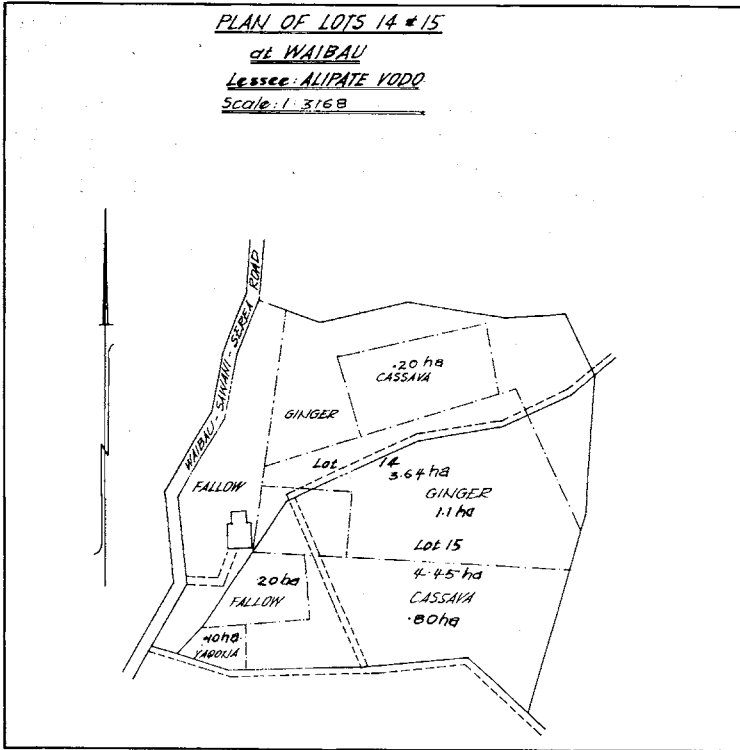 PLAN OF LOTS 14 & 15
at WAIBAU
Lessee: ALIPATE VODO
Scale: 1 3168
WAIBAU - SAWANI - SEREA ROAD
.20 ha
CASSAVA
GINGER
Lot 14
3.64 ha
FALLOW
GINGER
1.1 ha
Lot 15
4.45 ha
20 ha
FALLOW
CASSAVA
.80 ha
40 ha
YAQONA